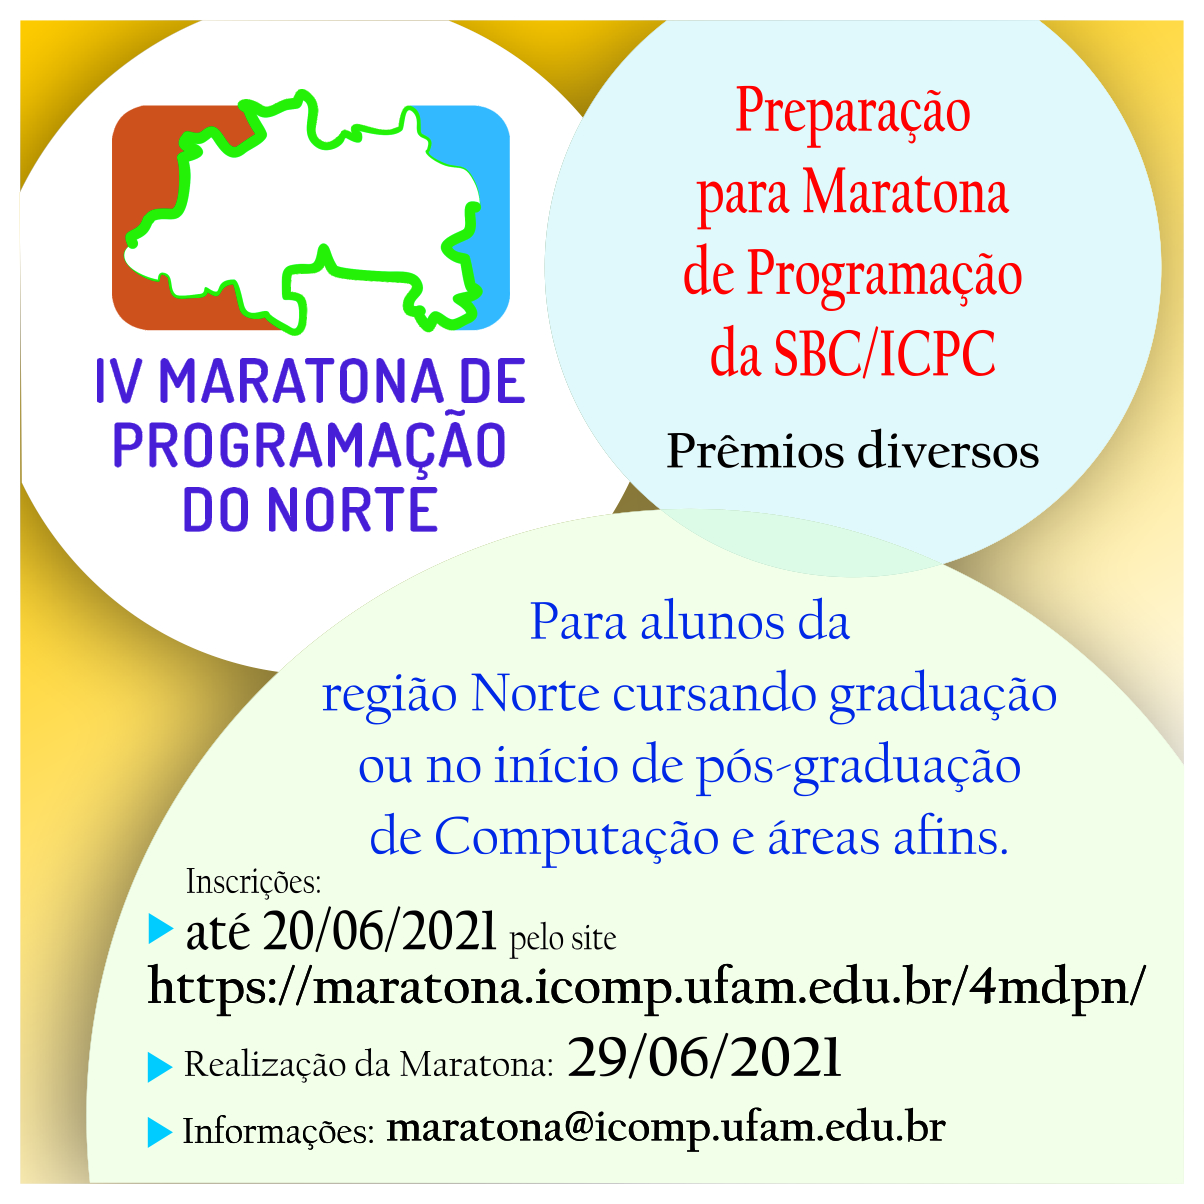 IV MARATONA DE
PROGRAMAÇÃO
DO NORTE
Preparação
para Maratona
de Programação
da SBC/ICPC
Prêmios diversos
Para alunos da
região Norte cursando graduação
ou no início de pós-graduação
de Computação e áreas afins.
Inscrições:
até 20/06/2021 pelo site
https://maratona.icomp.ufam.edu.br/4mdpn/
Realização da Maratona: 29/06/2021
Informações: maratona@icomp.ufam.edu.br